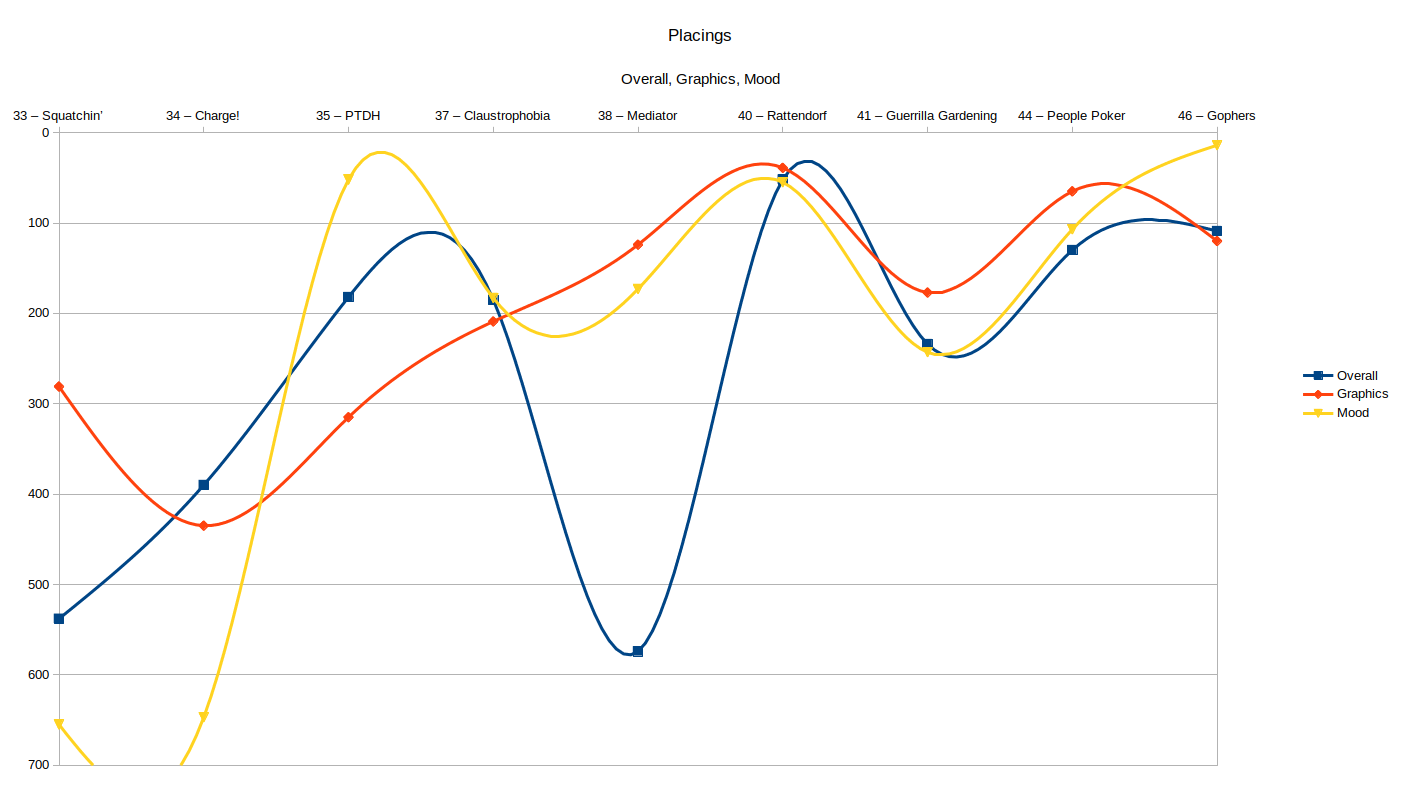 Placings
Overall, Graphics, Mood
33 – Squatchin’
34 – Charge!
35 – PTDH
37 – Claustrophobia
38 – Mediator
40 – Rattendorf
41 – Guerrilla Gardening
44 – People Poker
46 – Gophers
0
100
200
300
400
500
600
700
Overall
Graphics
Mood